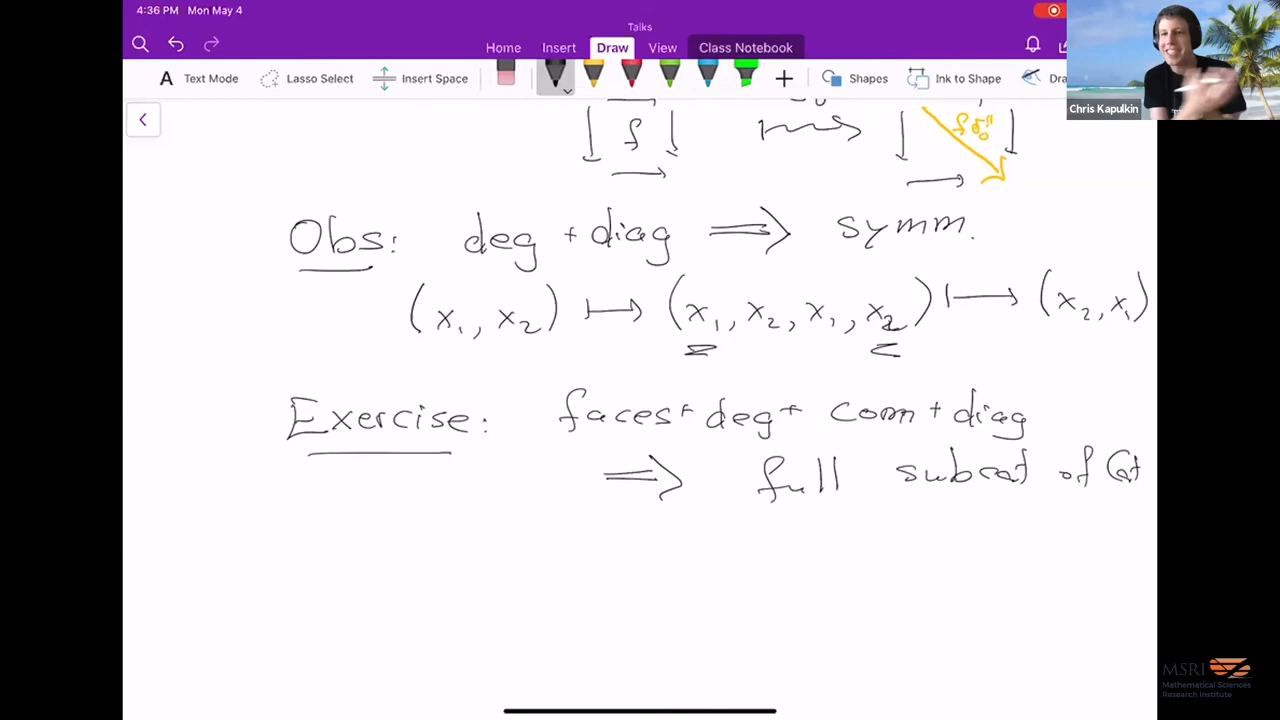 4:36 PM Mon May 4
Talks
Home Insert Draw View Class Notebook
Text Mode Lasso Select Insert Space Shapes Ink to Shape
Chris Kapulkin
f
Obs: deg + diag ⟹ symm.
(x₁, x₂) ↦ (x₁, x₂, x₁, x₂) ↦ (x₂, x₁)
Exercise: faces + deg + conn + diag
⟹ full subcat of Cat
MSRI
Mathematical Sciences
Research Institute